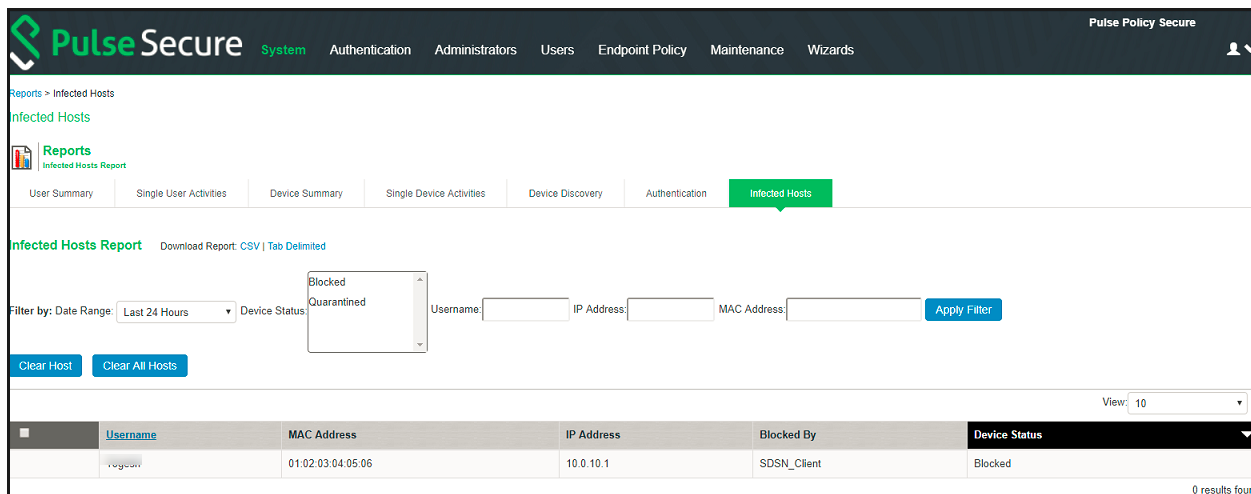 Pulse Policy Secure
Pulse Secure System Authentication Administrators Users Endpoint Policy Maintenance Wizards
Reports > Infected Hosts
Infected Hosts
Reports
Infected Hosts Report
User Summary Single User Activities Device Summary Single Device Activities Device Discovery Authentication Infected Hosts
Infected Hosts Report Download Report: CSV | Tab Delimited
Blocked
Quarantined
Filter by: Date Range: Last 24 Hours Device Status: Username: IP Address: MAC Address: Apply Filter
Clear Host Clear All Hosts
View: 10
Username MAC Address IP Address Blocked By Device Status
01:02:03:04:05:06 10.0.10.1 SDSN_Client Blocked
0 results foun